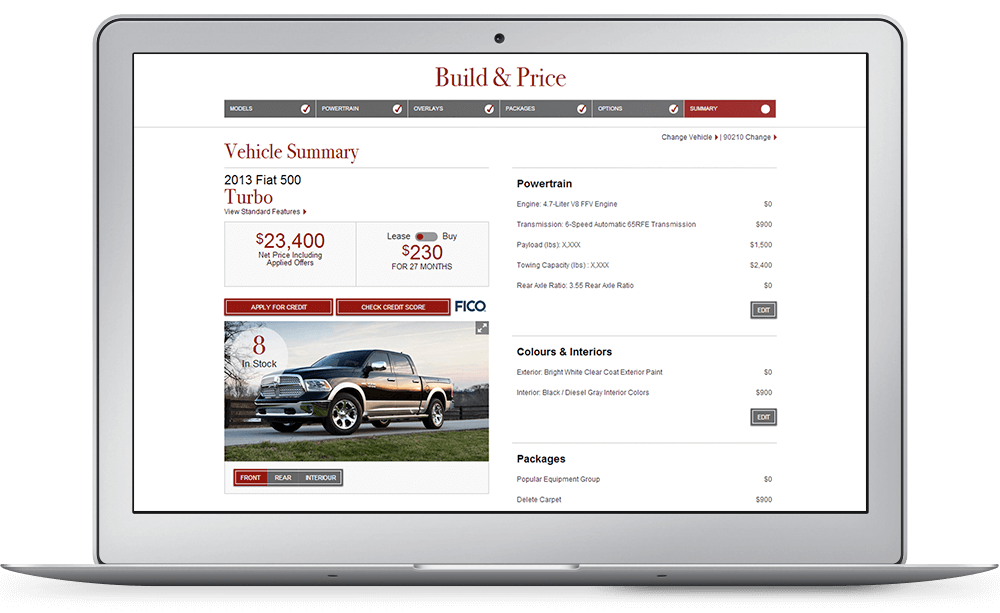 Build & Price
MODELS
POWERTRAIN
OVERLAYS
PACKAGES
OPTIONS
SUMMARY
Change Vehicle | 90210 Change
Vehicle Summary
2013 Fiat 500
Turbo
View Standard Features
$23,400
Net Price Including
Applied Offers
Lease Buy
$230
FOR 27 MONTHS
APPLY FOR CREDIT
CHECK CREDIT SCORE
FICO
8
In Stock
FRONT
REAR
INTERIOUR
Powertrain
Engine: 4.7-Liter V8 FFV Engine $0
Transmission: 6-Speed Automatic 65RFE Transmission $900
Payload (lbs): X,XXX $1,500
Towing Capacity (lbs) : X,XXX $2,400
Rear Axle Ratio: 3.55 Rear Axle Ratio $0
EDIT
Colours & Interiors
Exterior: Bright White Clear Coat Exterior Paint $0
Interior: Black / Diesel Gray Interior Colors $900
EDIT
Packages
Popular Equipment Group $0
Delete Carpet $900